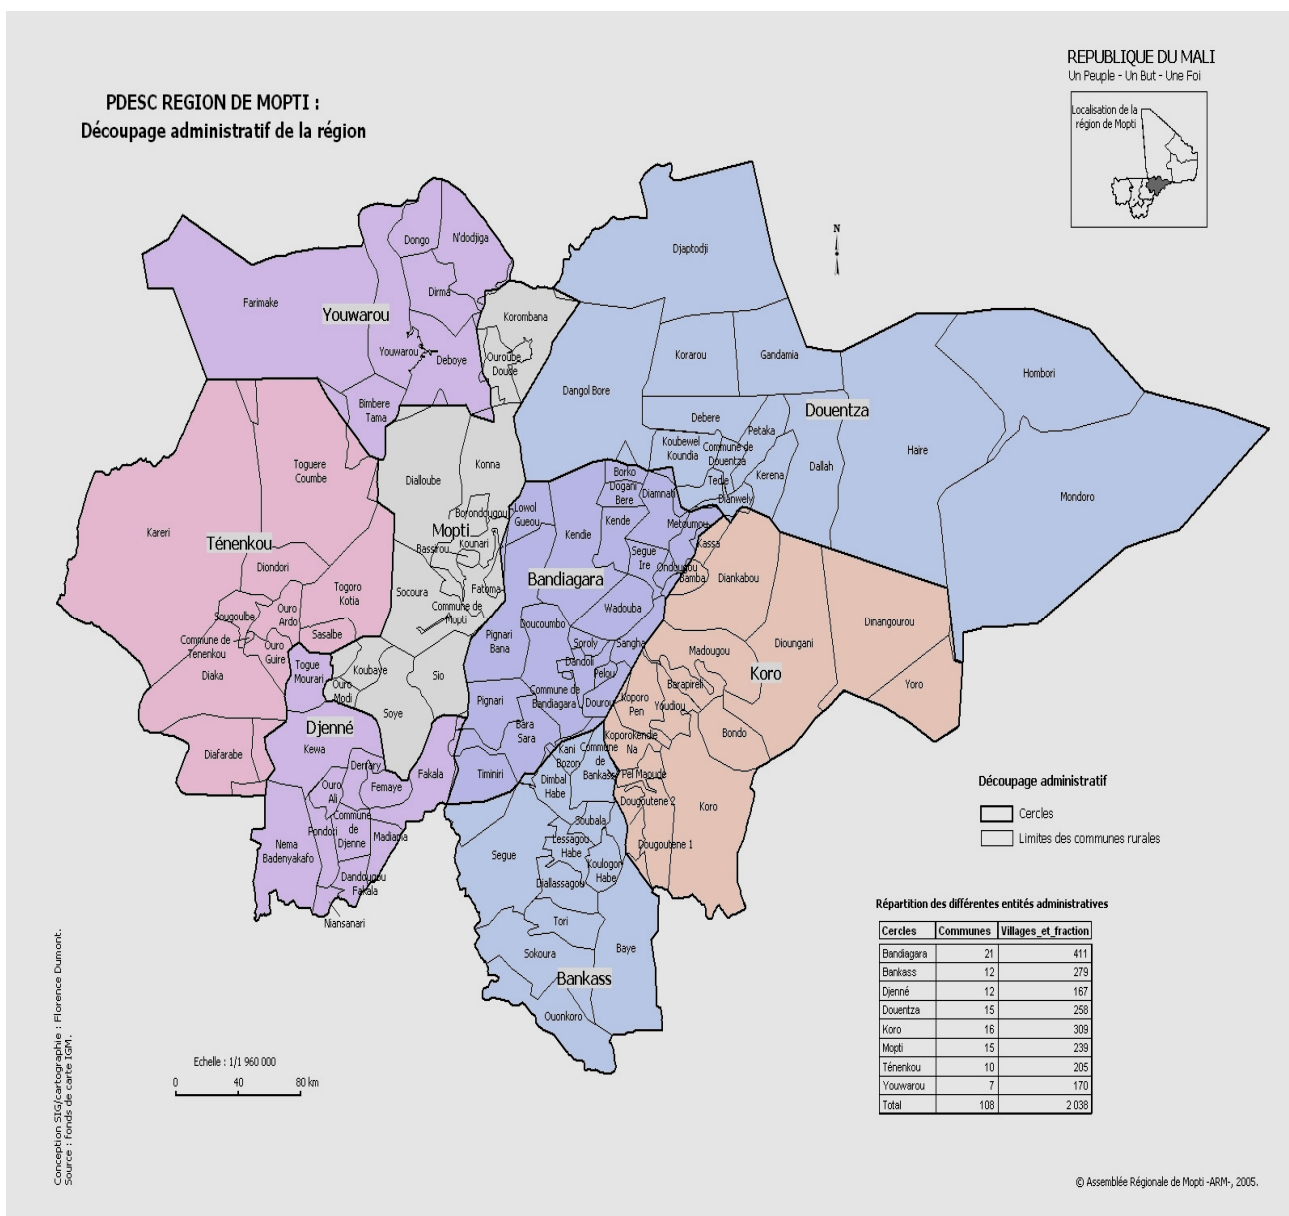 REPUBLIQUE DU MALI
Un Peuple - Un But - Une Foi
PDESC REGION DE MOPTI :
Découpage administratif de la région
Localisation de la
région de Mopti
N
Dongo
N'dodjiga
Djaptodji
Farimake
Dirma
Youwarou
Korombana
Youwarou
Deboye
Ouroube
Doude
Korarou
Gandamia
Hombori
Bimbere
Tama
Dangol Bore
Debere
Douentza
Petaka
Koubewel
Koundia
Commune de
Douentza
Haire
Toguere
Coumbe
Dialloube
Konna
Borko
Tedie
Kerena
Dallah
Mondoro
Dogani
Bere
Diamnati
Dianwely
Kareri
Ténenkou
Borondougou
Lowol
Gueou
Mopti
Kounari
Bassirou
Kendie
Kende
Metoumou
Kassa
Segue
Ire
Ondougou
Bamba
Diankabou
Diondori
Togoro
Kotia
Socoura
Fatoma
Bandiagara
Sougoulbe
Ouro
Ardo
Commune de
Mopti
Wadouba
Doucoumbo
Dinangourou
Commune de
Tenenkou
Sasalbe
Ouro
Guire
Pignari
Bana
Soroly
Sangha
Madougou
Dioungani
Diaka
Togue
Mourari
Koubaye
Sio
Dandoli
Pelou
Koro
Barapireli
Yoro
Ouro
Modi
Pignari
Commune de
Bandiagara
Dourou
Koporo
Pen
Youdiou
Soye
Djenné
Kewa
Bara
Sara
Koporokendie
Na
Bondo
Diafarabe
Kani
Bozon
Commune
de
Bankass
Derrary
Fakala
Timiniri
Dimbal
Habe
Pel Maoude
Ouro
Ali
Femaye
Dougoutene 2
Koro
Soubala
Pondori
Commune
de
Djenne
Madiama
Nema
Badenyakafo
Segue
Lessagou
Habe
Dougoutene 1
Koulogon
Habe
Dandougou
Fakala
Diallassagou
Niansanari
Tori
Sokoura
Baye
Bankass
Ouonkoro
Découpage administratif
Cercles
Limites des communes rurales
Répartition des différentes entités administratives
Cercles Communes Villages_et_fraction
Bandiagara 21 411
Bankass 12 279
Djenné 12 167
Douentza 15 258
Koro 16 309
Mopti 15 239
Ténenkou 10 205
Youwarou 7 170
Total 108 2 038
Echelle : 1/1 960 000
0 40 80 km
Conception SIG/cartographie : Florence Dumont.
Source : fonds de carte IGM.
© Assemblée Régionale de Mopti -ARM-, 2005.